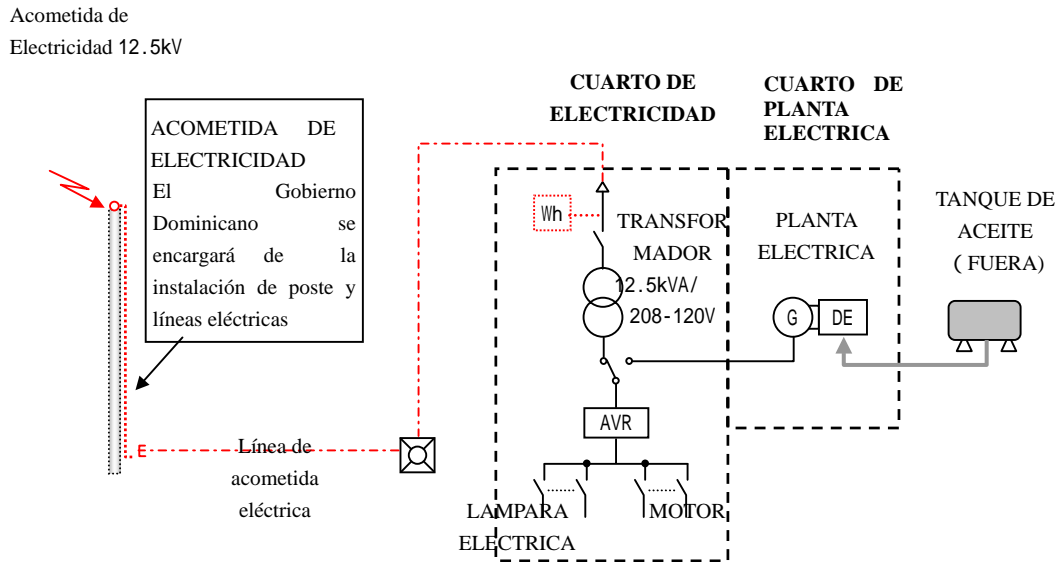 Acometida de
Electricidad 12.5kV
ACOMETIDA DE
ELECTRICIDAD
El Gobierno
Dominicano se
encargará de la
instalación de poste y
líneas eléctricas
Línea de
acometida
eléctrica
CUARTO DE
ELECTRICIDAD
Wh
TRANSFOR
MADOR
12.5kVA/
208-120V
AVR
LAMPARA
ELECTRICA
MOTOR
CUARTO DE
PLANTA
ELECTRICA
PLANTA
ELECTRICA
G
DE
TANQUE DE
ACEITE
( FUERA)